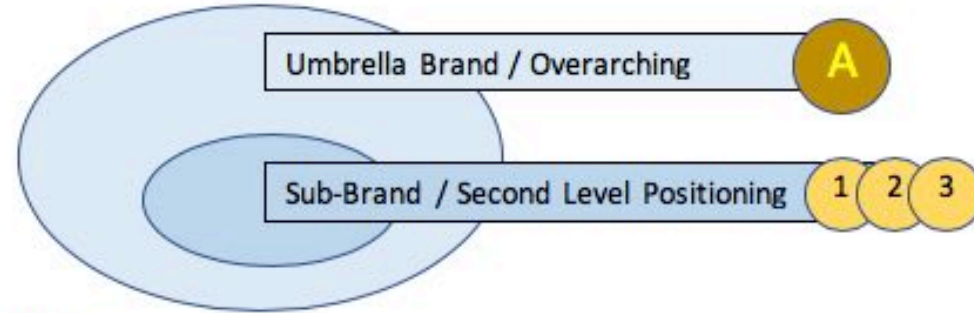 Umbrella Brand / Overarching
A
Sub-Brand / Second Level Positioning
1 2 3